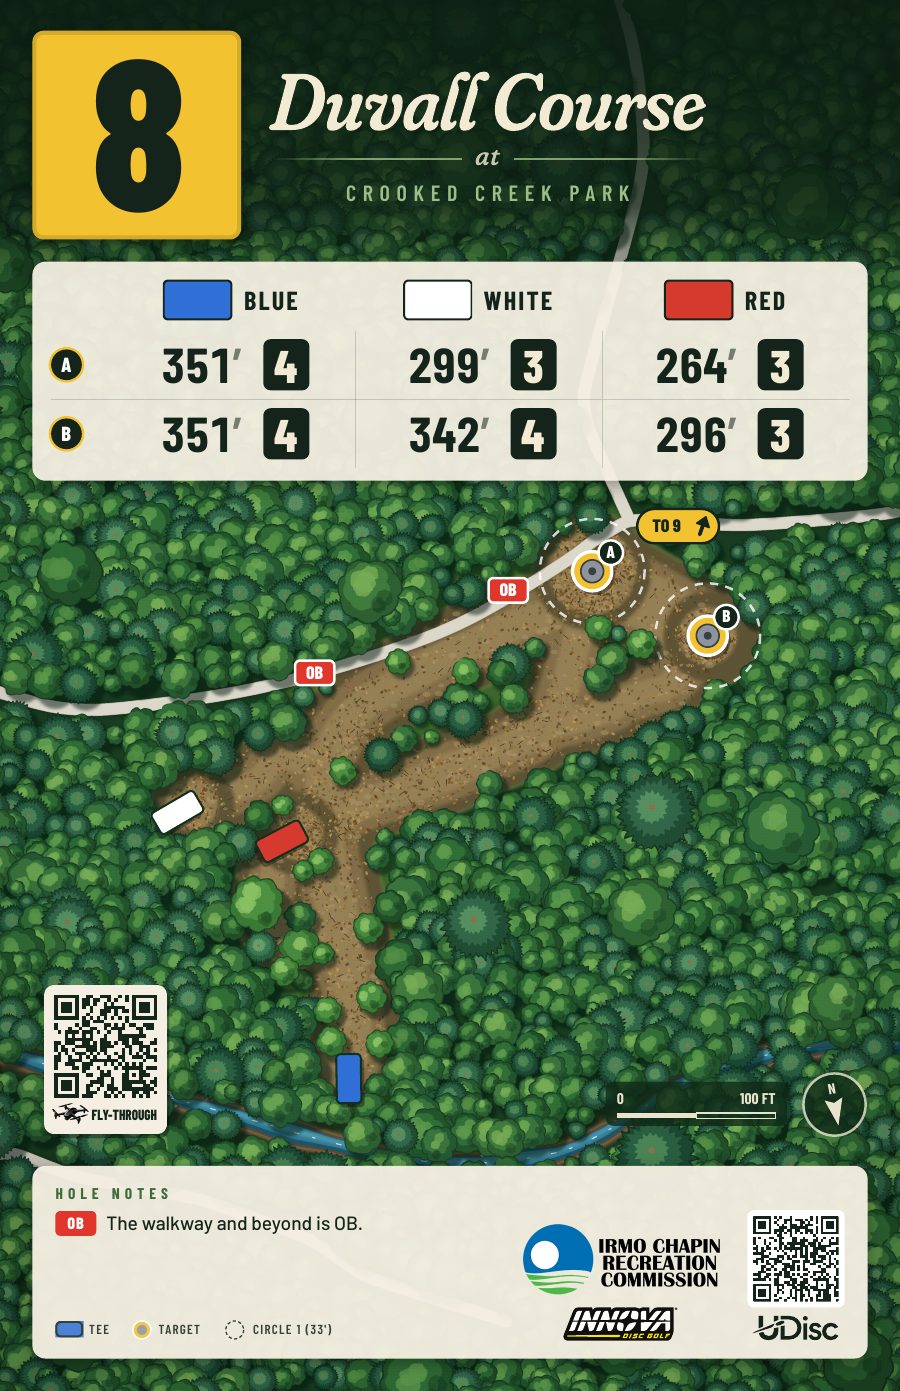 8
Duvall Course
at
CROOKED CREEK PARK
BLUE WHITE RED
A 351′ 4 299′ 3 264′ 3
B 351′ 4 342′ 4 296′ 3
TO 9
A
OB
B
OB
FLY-THROUGH
0 100 FT
N
HOLE NOTES
OB The walkway and beyond is OB.
IRMO CHAPIN
RECREATION
COMMISSION
INNOVA
DISC GOLF
UDisc
TEE TARGET CIRCLE 1 (33')